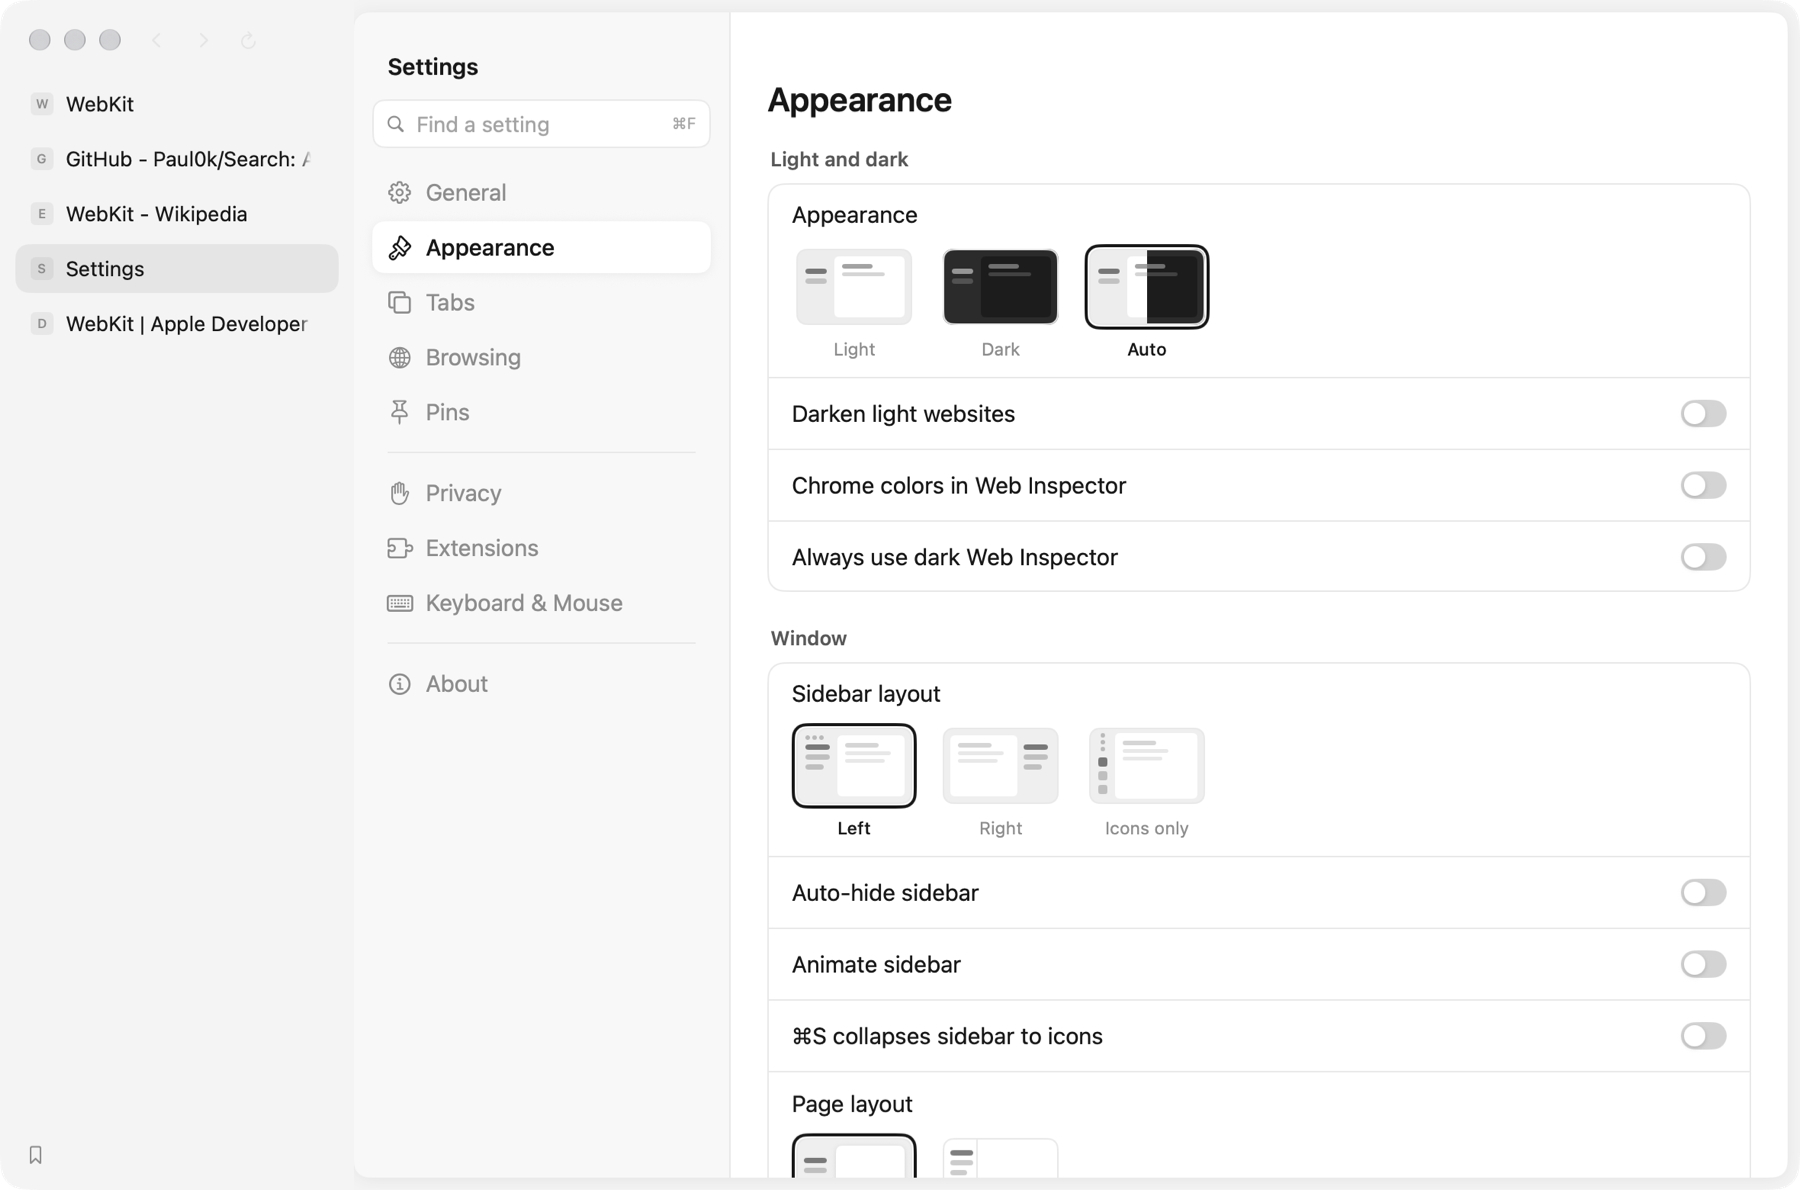 W WebKit
G GitHub - Paul0k/Search: A
E WebKit - Wikipedia
S Settings
D WebKit | Apple Developer
Settings
Find a setting ⌘F
General
Appearance
Tabs
Browsing
Pins
Privacy
Extensions
Keyboard & Mouse
About
Appearance
Light and dark
Appearance
Light Dark Auto
Darken light websites
Chrome colors in Web Inspector
Always use dark Web Inspector
Window
Sidebar layout
Left Right Icons only
Auto-hide sidebar
Animate sidebar
⌘S collapses sidebar to icons
Page layout